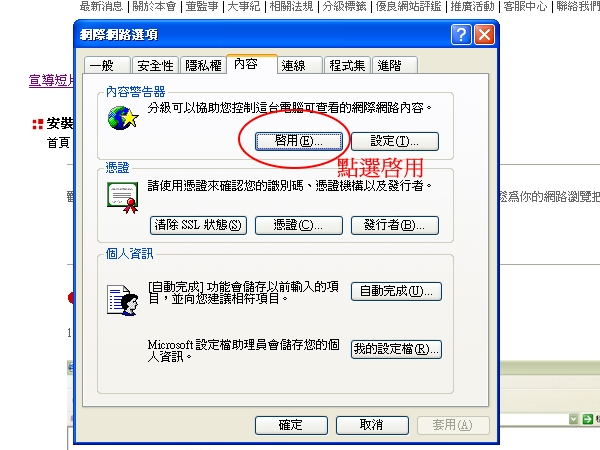 最新消息 | 關於本會 | 董監事 | 大事紀 | 相關法規 | 分級標籤 | 優良網站評鑑 | 推廣活動 | 客服中心 | 聯絡我們
網際網路選項
一般 安全性 隱私權 內容 連線 程式集 進階
宣導短片
內容警告器
分級可以協助您控制這台電腦可查看的網際網路內容。
安裝
首頁
啓用(E)... 設定(T)...
點選啓用
憑證
請使用憑證來確認您的識別碼、憑證機構以及發行者。
鬆爲你的網路瀏覽把
清除 SSL 狀態(S) 憑證(C)... 發行者(B)...
個人資訊
[自動完成] 功能會儲存以前輸入的項
目，並向您建議相符項目。
自動完成(U)...
Microsoft 設定檔助理員會儲存您的個
人資訊。
我的設定檔(R)...
確定 取消 套用(A)